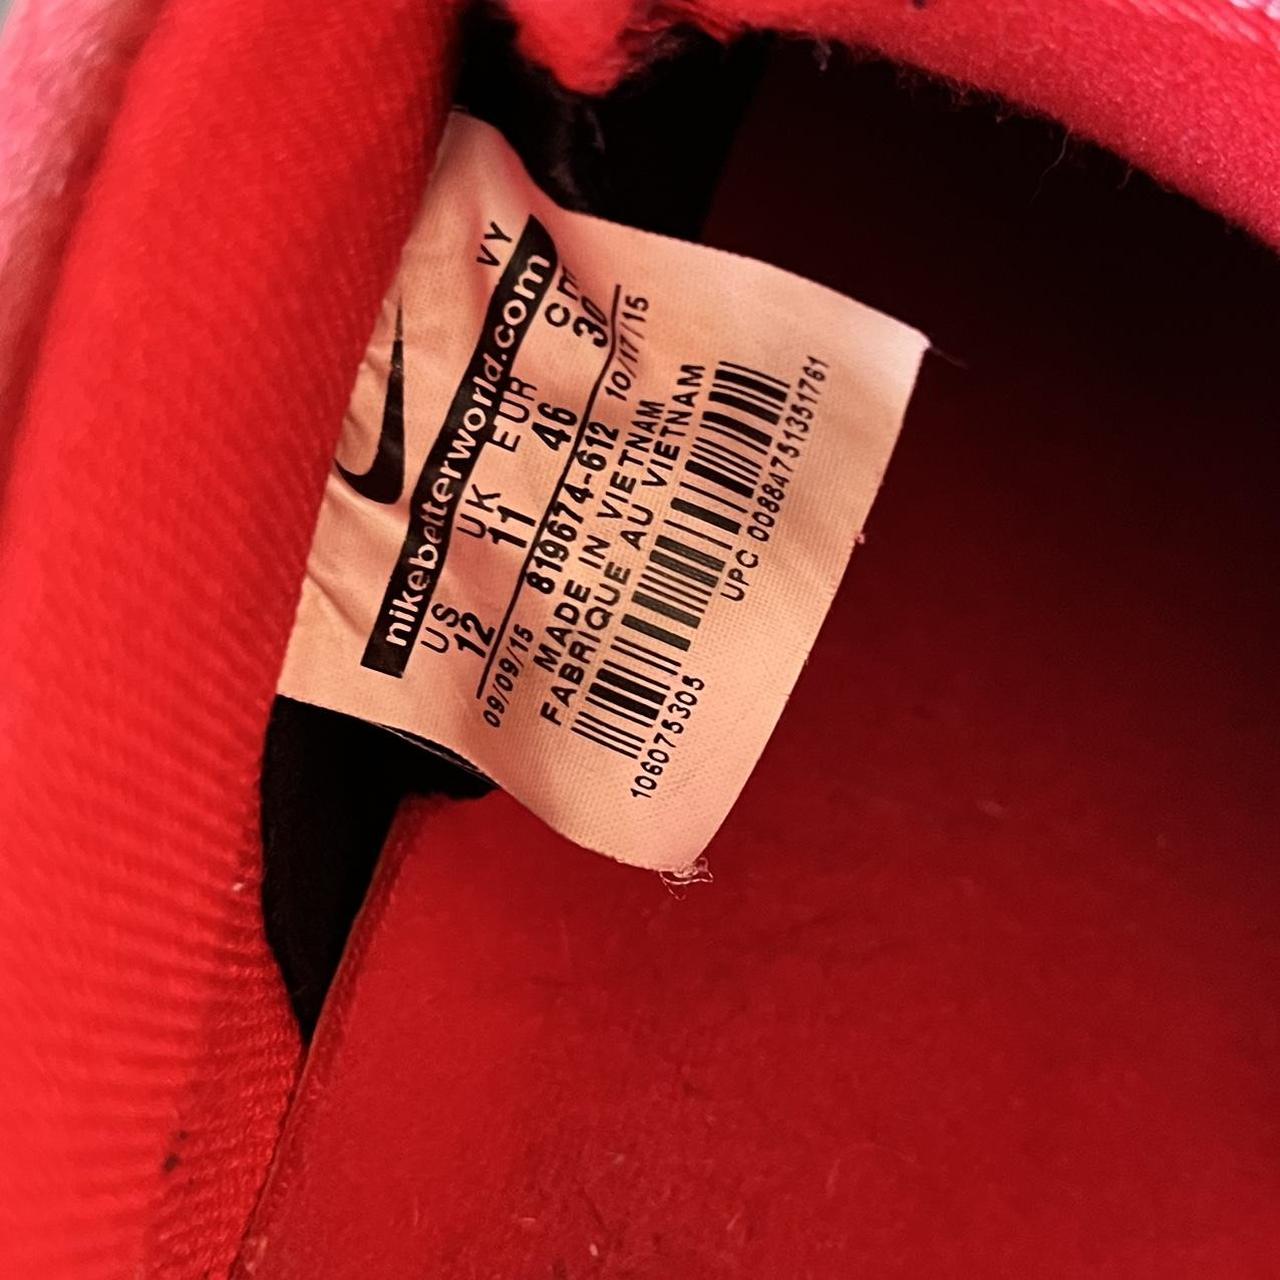 VY
nikebetterworld.com
US UK EUR cm
12 11 46 30
09/09/15 819674-612 10/17/15
MADE IN VIETNAM
FABRIQUE AU VIETNAM
UPC 00884751351761
106075305